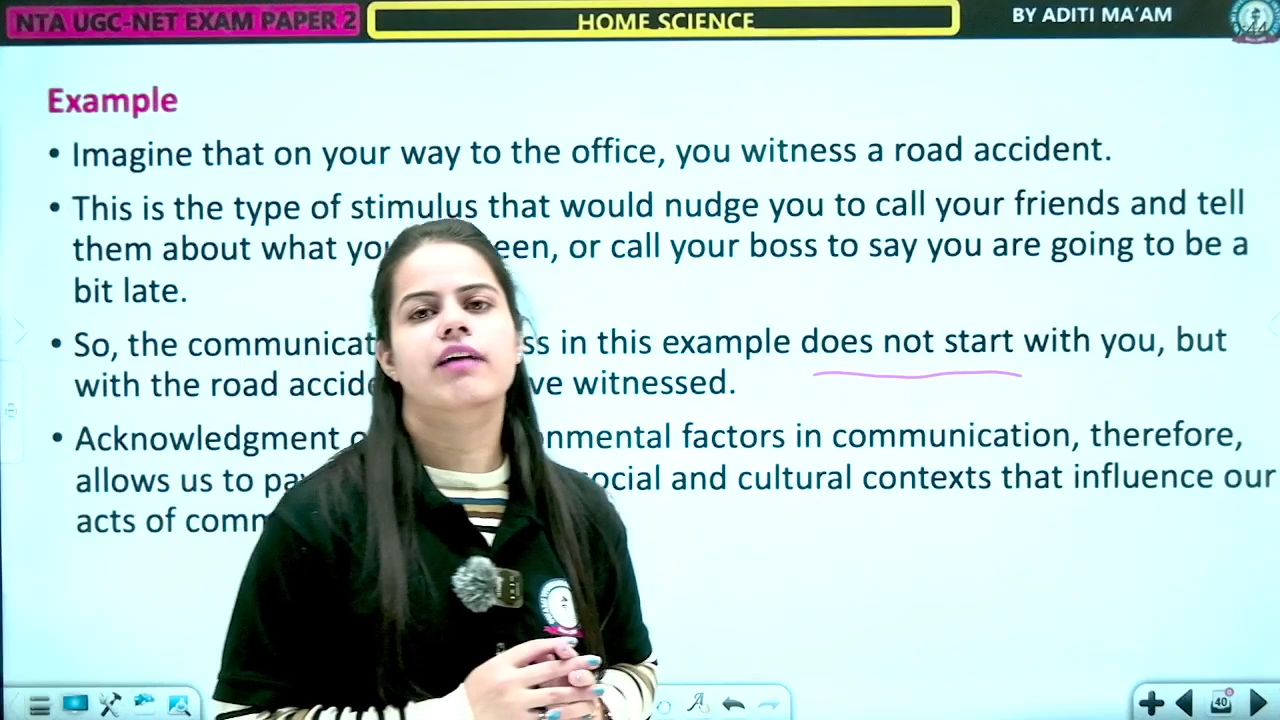 NTA UGC-NET EXAM PAPER 2
HOME SCIENCE
BY ADITI MA'AM
Example
• Imagine that on your way to the office, you witness a road accident.
• This is the type of stimulus that would nudge you to call your friends and tell
them about what you een, or call your boss to say you are going to be a
bit late.
• So, the communicat ss in this example does not start with you, but
with the road accide ve witnessed.
• Acknowledgment o onmental factors in communication, therefore,
allows us to pay ocial and cultural contexts that influence our
acts of comm
40